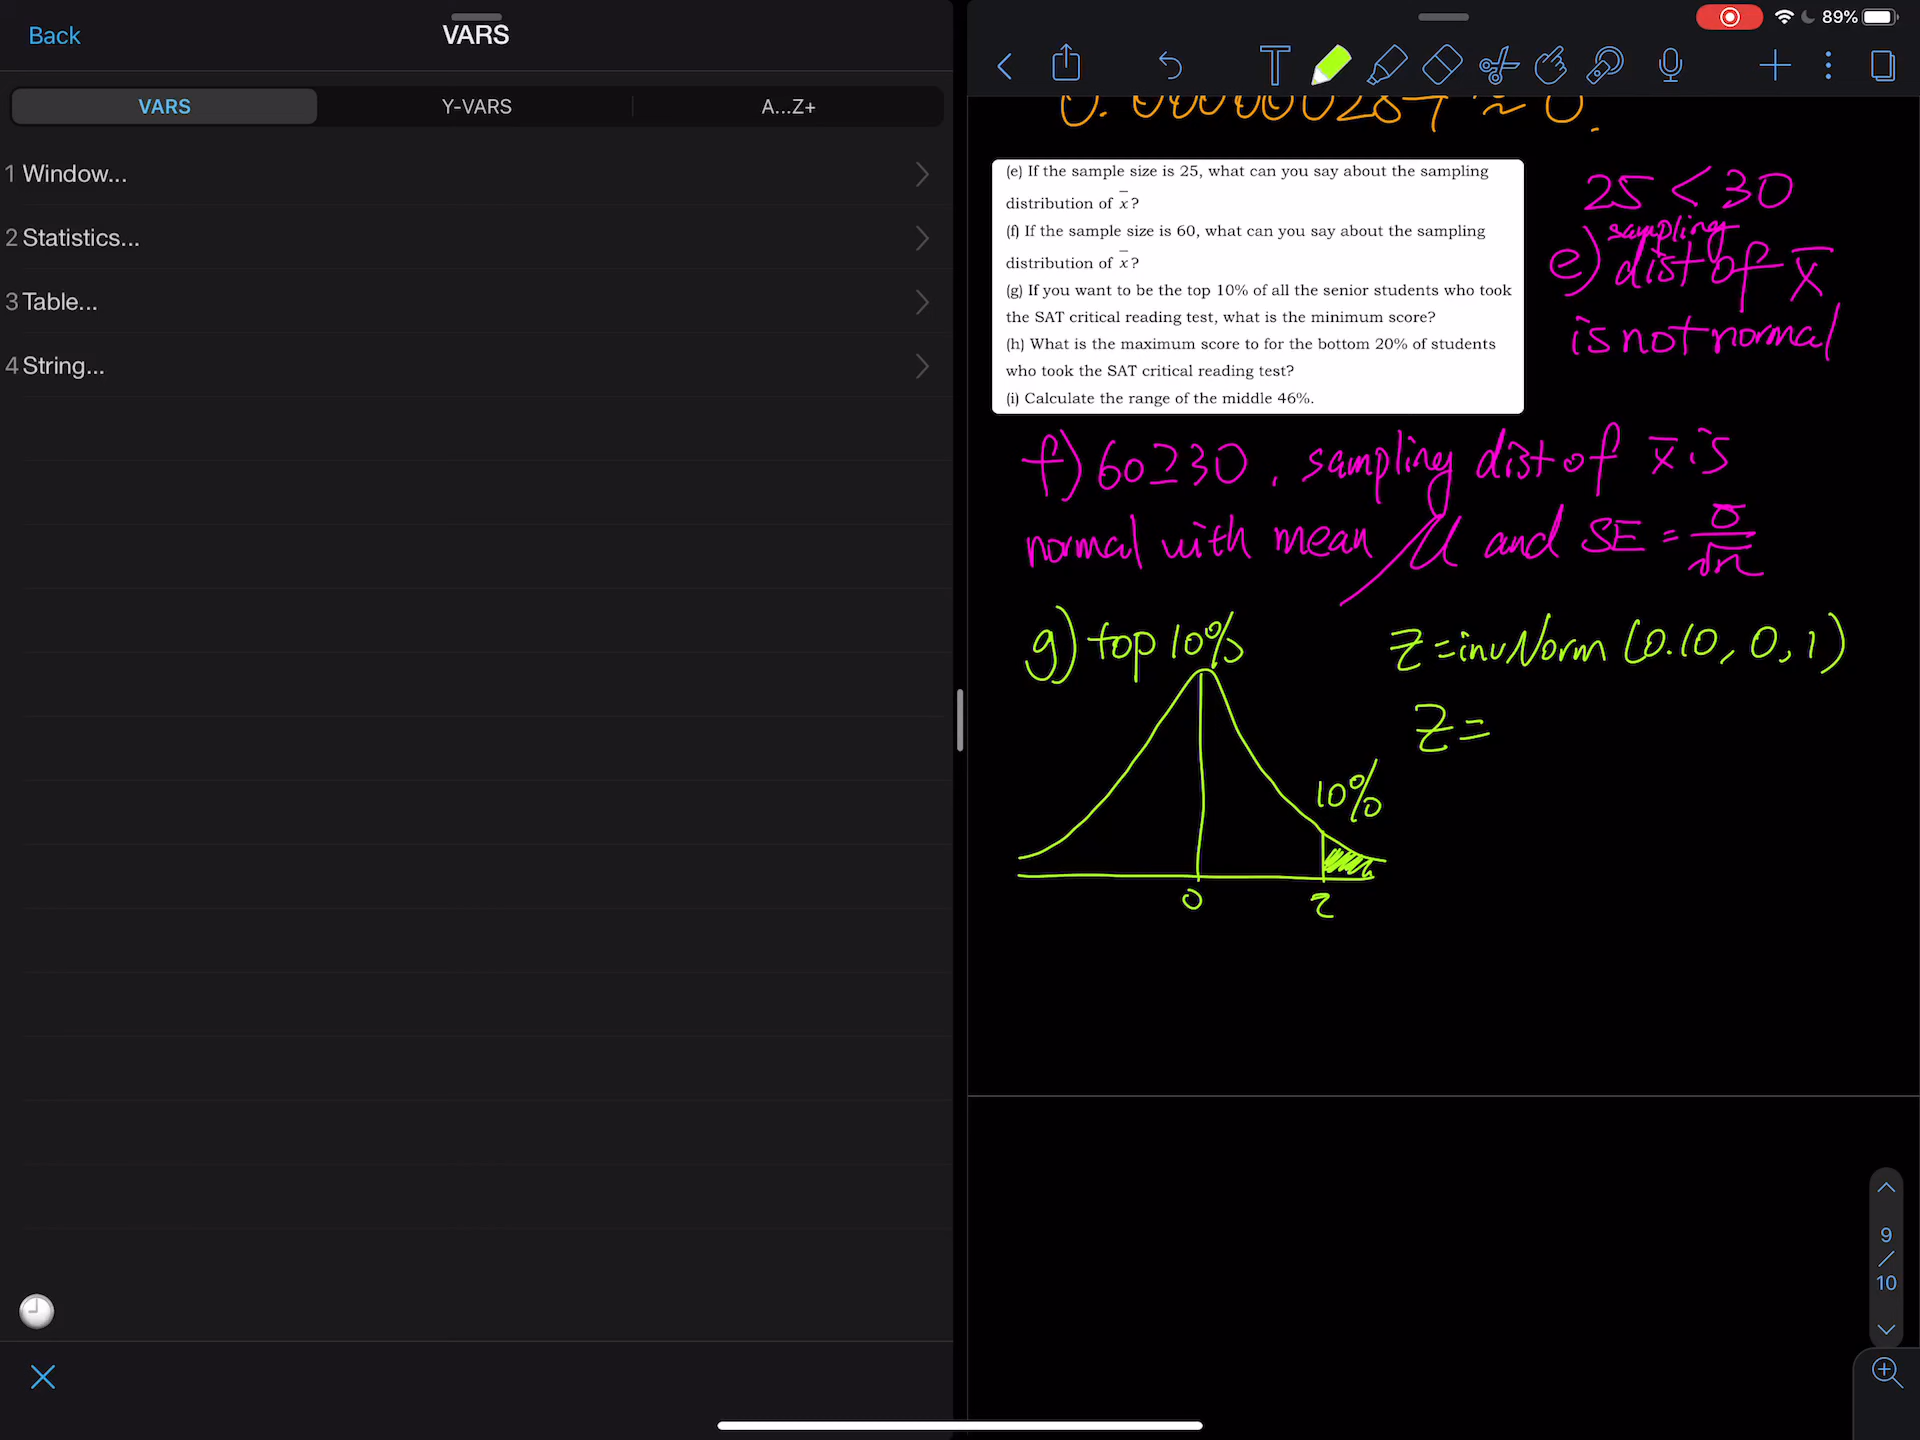 Back
VARS
VARS
Y-VARS
A...Z+
1 Window...
2 Statistics...
3 Table...
4 String...
89%
T
(e) If the sample size is 25, what can you say about the sampling
distribution of x̄?
(f) If the sample size is 60, what can you say about the sampling
distribution of x̄?
(g) If you want to be the top 10% of all the senior students who took
the SAT critical reading test, what is the minimum score?
(h) What is the maximum score to for the bottom 20% of students
who took the SAT critical reading test?
(i) Calculate the range of the middle 46%.
25 < 30
sampling
e) dist of x̄
is not normal
f) 60≥30, sampling dist of x̄ is
normal with mean μ and SE = σ/√n
g) top 10%
z = invNorm (0.10, 0, 1)
z =
10%
0
z
9
/
10